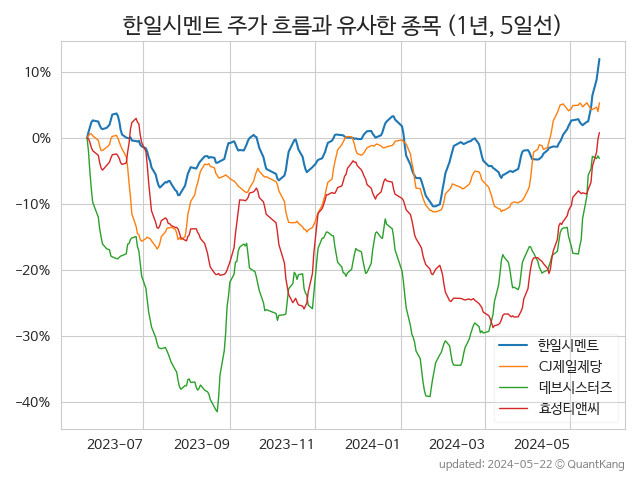 한일시멘트 주가 흐름과 유사한 종목 (1년, 5일선)
10%
0%
−10%
−20%
−30%
−40%
한일시멘트
CJ제일제당
데브시스터즈
효성티앤씨
2023-07
2023-09
2023-11
2024-01
2024-03
2024-05
updated: 2024-05-22 © QuantKang